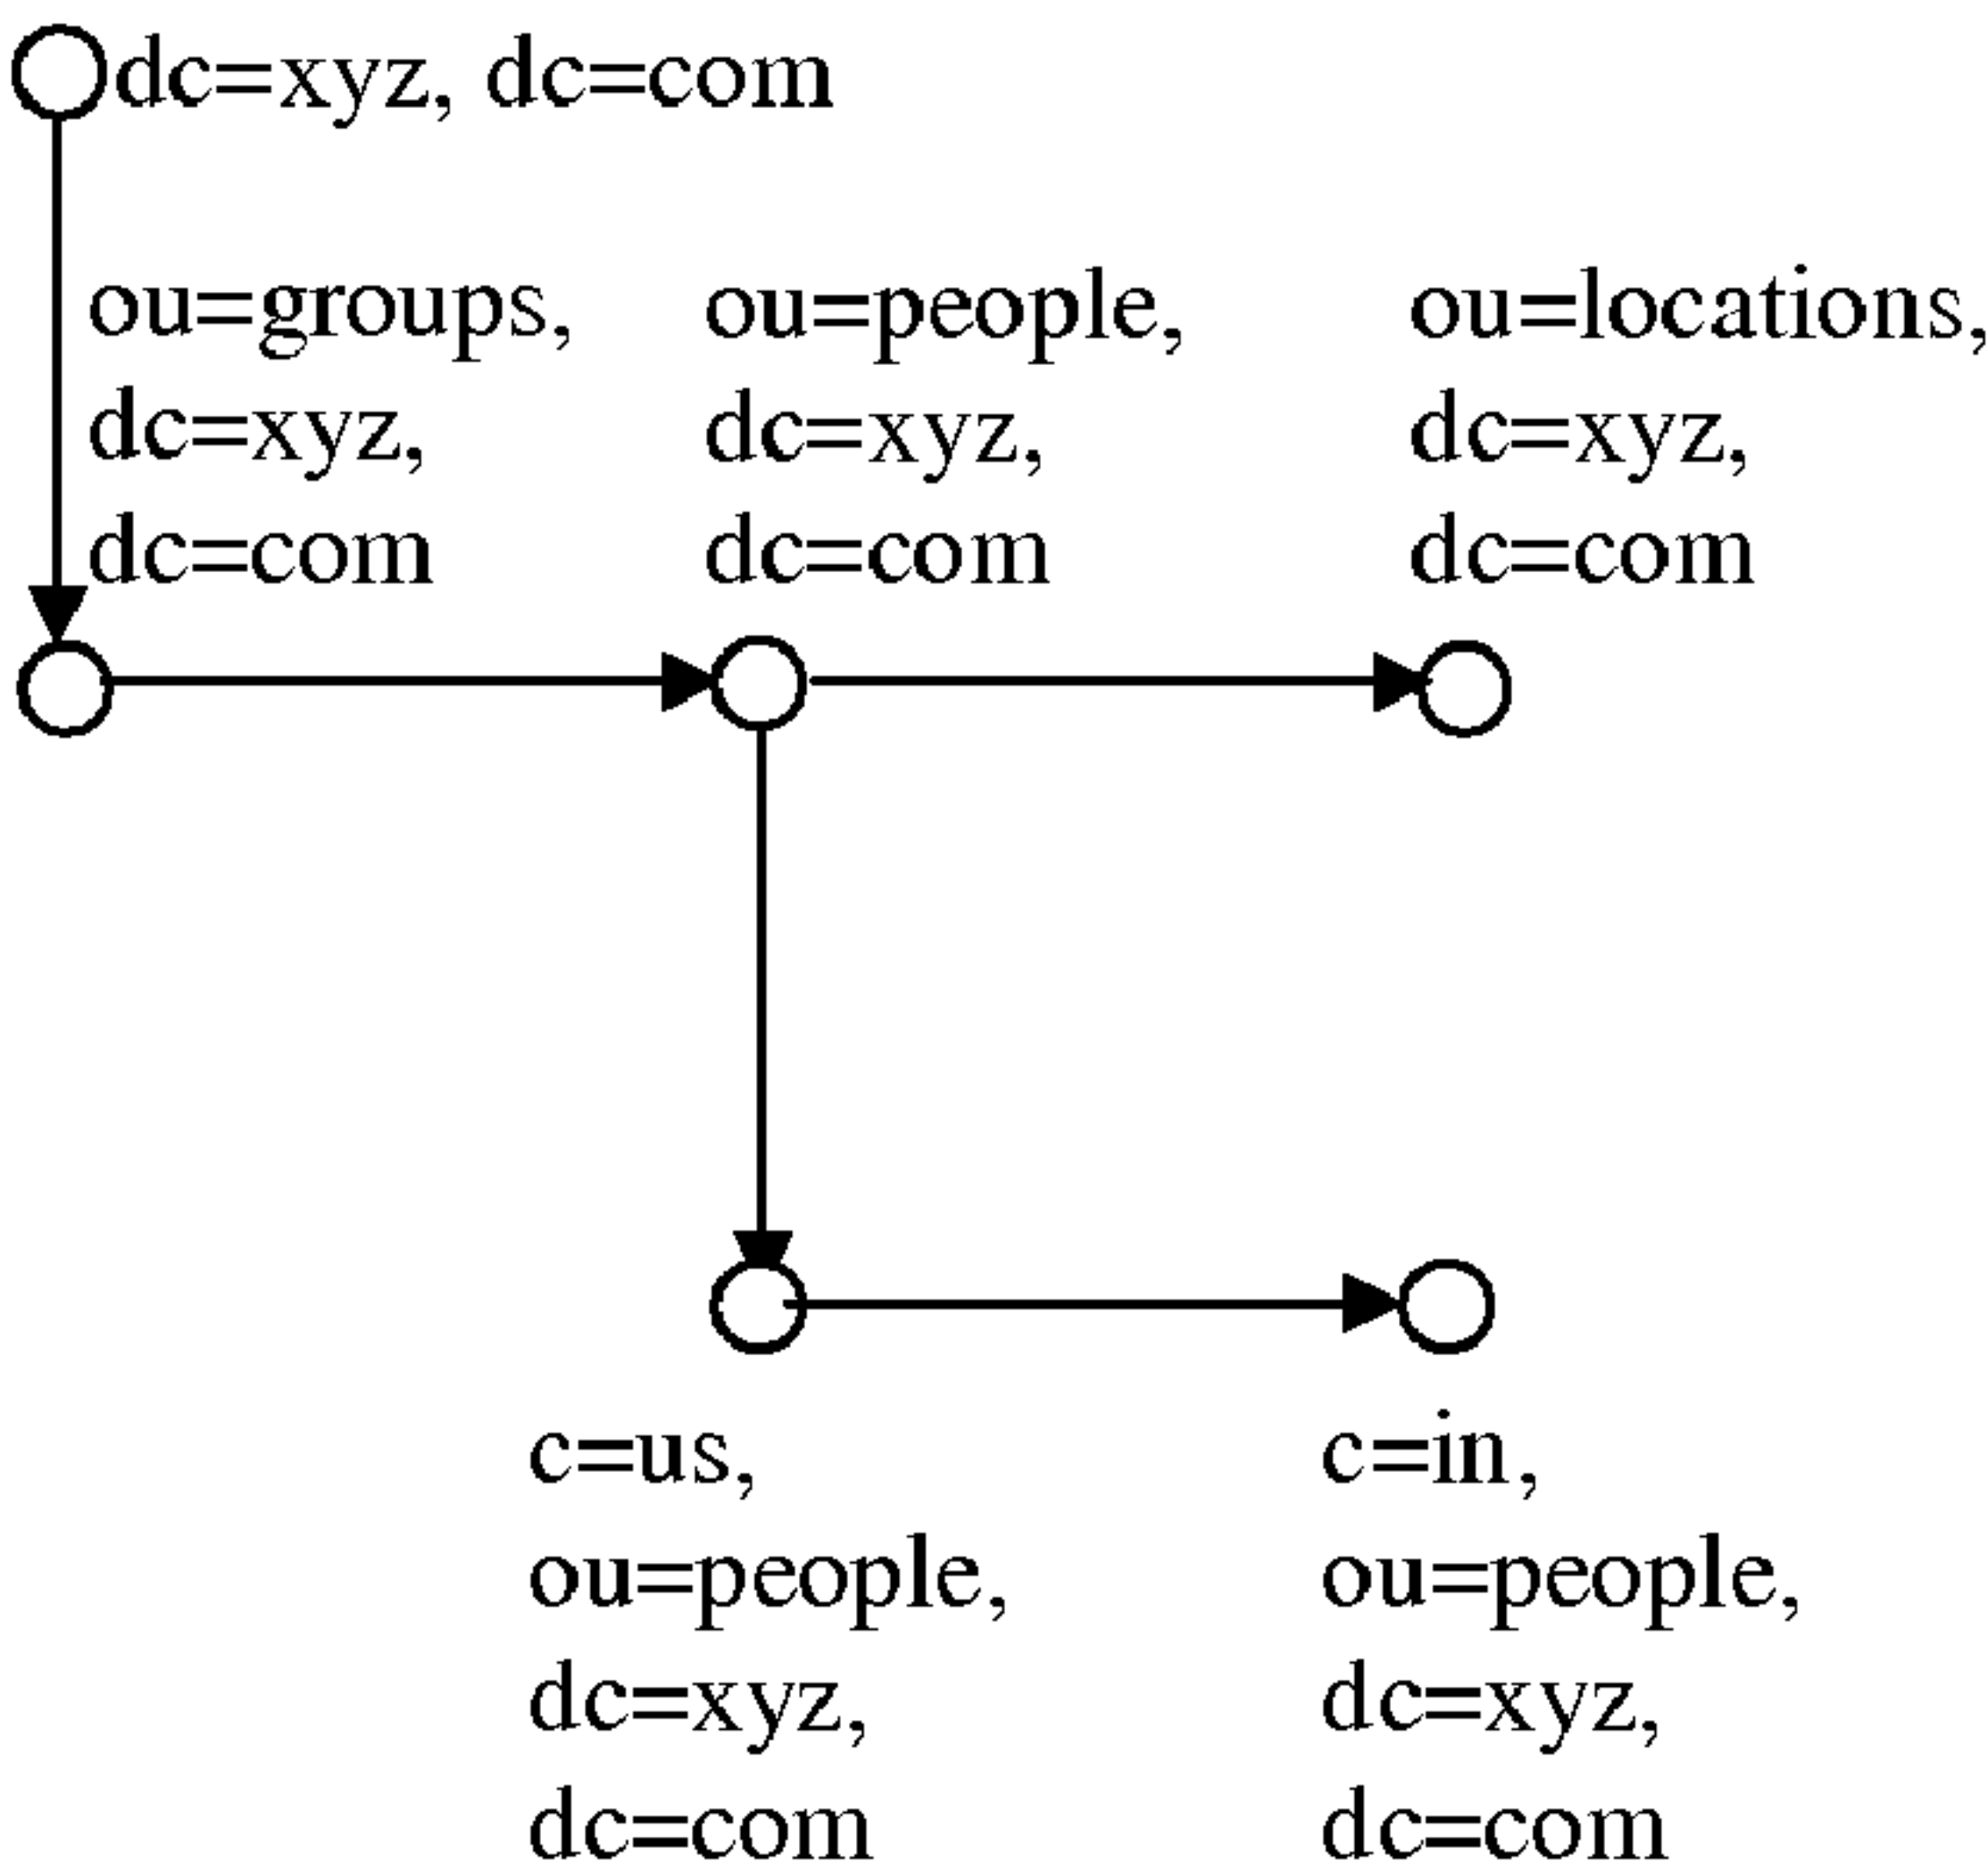 dc=xyz, dc=com
ou=groups,
dc=xyz,
dc=com
ou=people,
dc=xyz,
dc=com
ou=locations,
dc=xyz,
dc=com
c=us,
ou=people,
dc=xyz,
dc=com
c=in,
ou=people,
dc=xyz,
dc=com